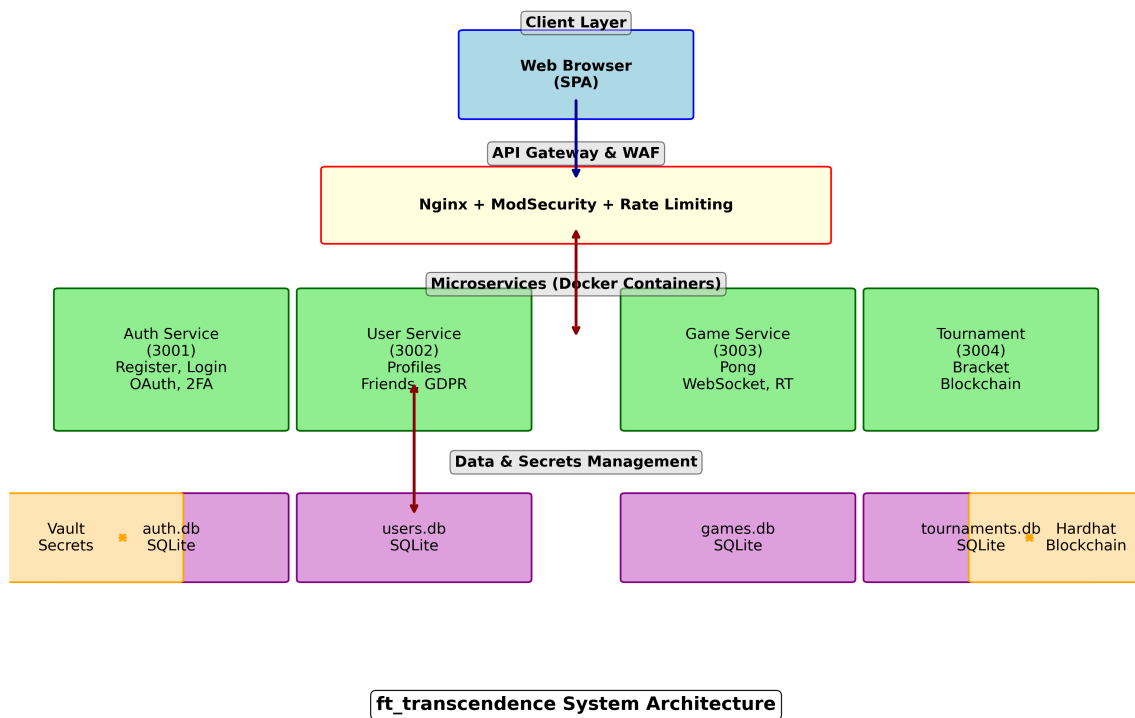 Client Layer
Web Browser
(SPA)
API Gateway & WAF
Nginx + ModSecurity + Rate Limiting
Microservices (Docker Containers)
Auth Service
(3001)
Register, Login
OAuth, 2FA
User Service
(3002)
Profiles
Friends, GDPR
Game Service
(3003)
Pong
WebSocket, RT
Tournament
(3004)
Bracket
Blockchain
Data & Secrets Management
Vault
Secrets
auth.db
SQLite
users.db
SQLite
games.db
SQLite
tournaments.db
SQLite
Hardhat
Blockchain
ft_transcendence System Architecture